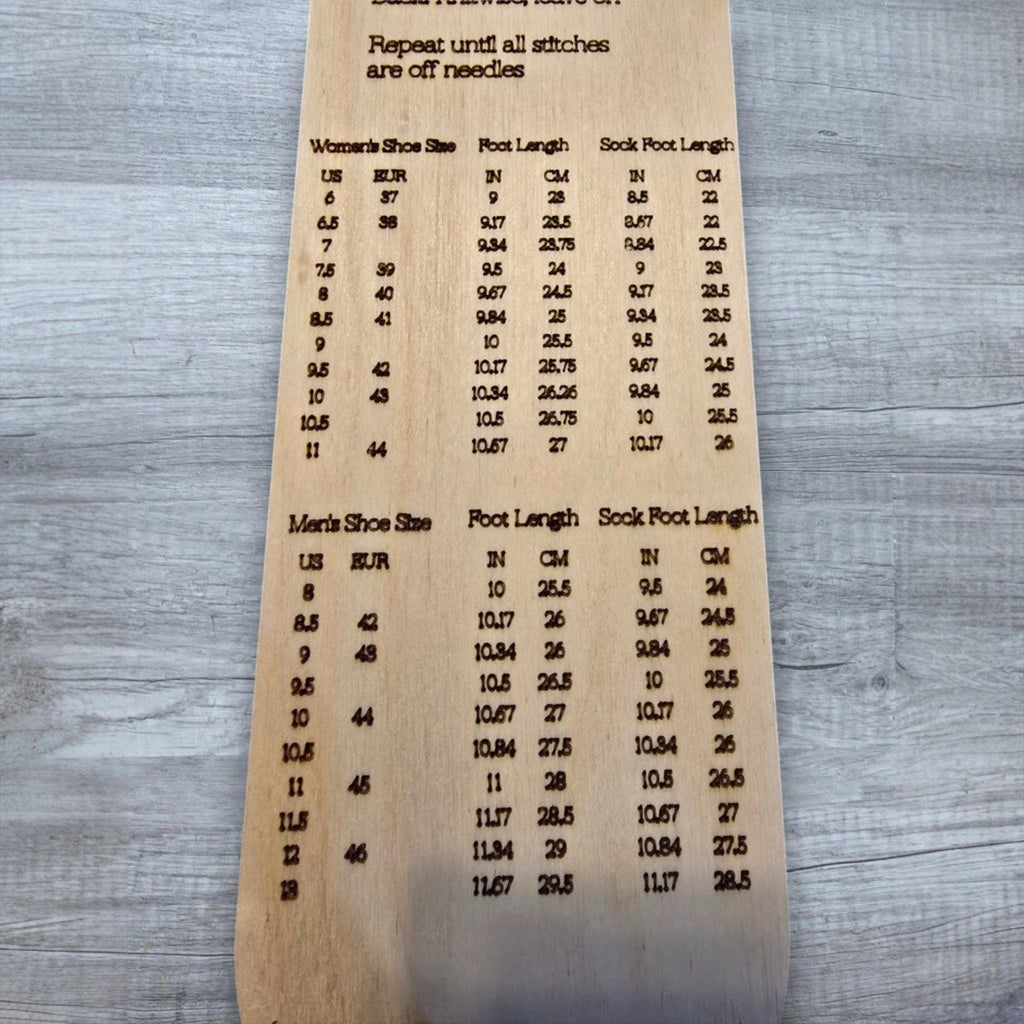 Back: Knitwise, leave on
Repeat until all stitches
are off needles
Women's Shoe Size Foot Length Sock Foot Length
US EUR IN CM IN CM
6 37 9 23 8.5 22
6.5 38 9.17 23.5 8.67 22
7 9.34 23.75 8.84 22.5
7.5 39 9.5 24 9 23
8 40 9.67 24.5 9.17 23.5
8.5 41 9.84 25 9.34 23.5
9 10 25.5 9.5 24
9.5 42 10.17 25.75 9.67 24.5
10 43 10.34 26.26 9.84 25
10.5 10.5 26.75 10 25.5
11 44 10.67 27 10.17 26
Men's Shoe Size Foot Length Sock Foot Length
US EUR IN CM IN CM
8 10 25.5 9.5 24
8.5 42 10.17 26 9.67 24.5
9 43 10.34 26 9.84 25
9.5 10.5 26.5 10 25.5
10 44 10.67 27 10.17 26
10.5 10.84 27.5 10.34 26
11 45 11 28 10.5 26.5
11.5 11.17 28.5 10.67 27
12 46 11.34 29 10.84 27.5
13 11.67 29.5 11.17 28.5